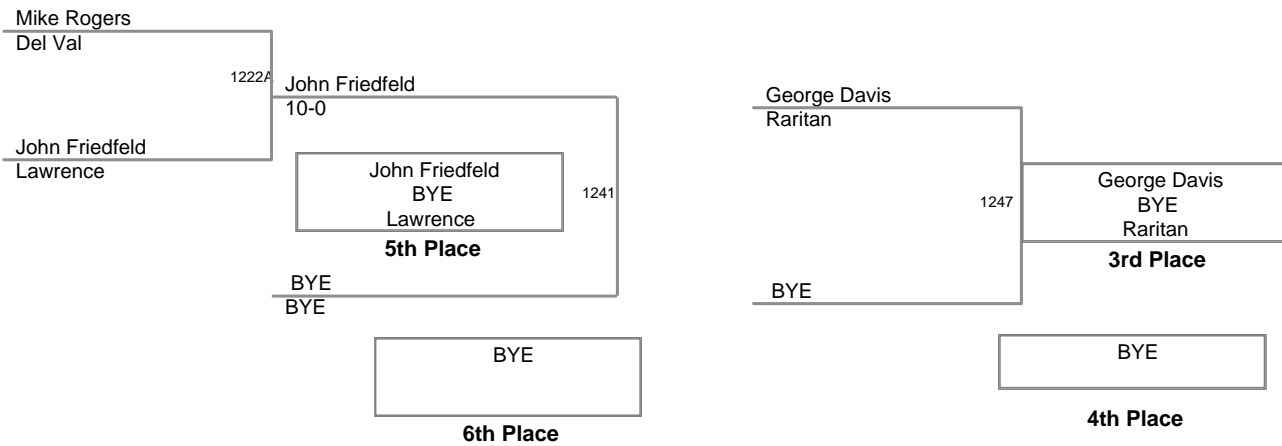 Mike Rogers
Del Val
1222A
John Friedfeld
10-0
John Friedfeld
Lawrence
John Friedfeld
BYE
Lawrence
5th Place
1241
BYE
BYE
BYE
6th Place
George Davis
Raritan
1247
George Davis
BYE
Raritan
3rd Place
BYE
BYE
4th Place